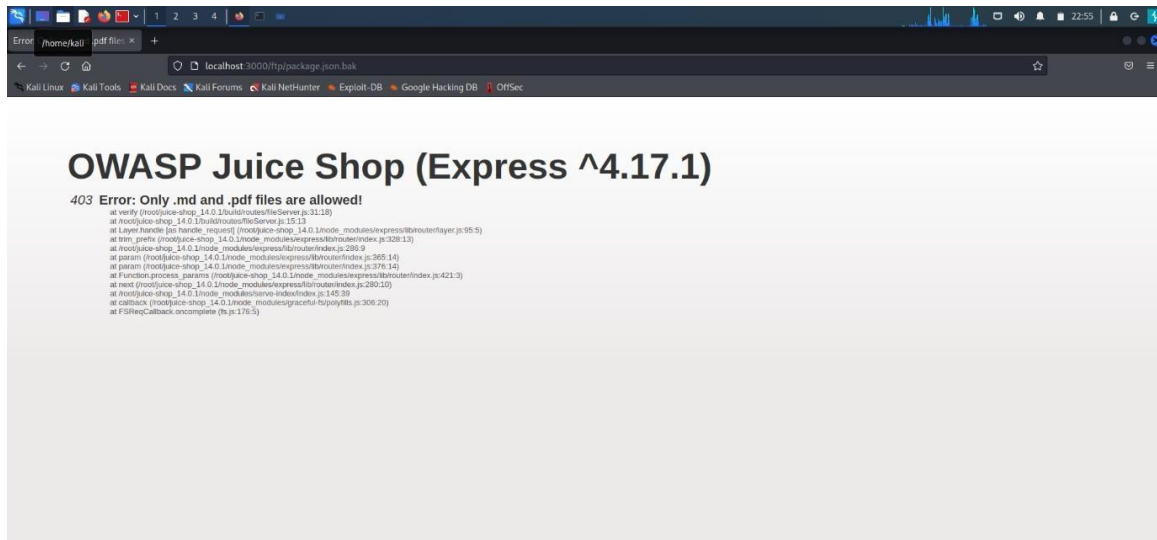 1 2 3 4
22:55
Error
pdf files ×
/home/kali
localhost:3000/ftp/package.json.bak
Kali Linux Kali Tools Kali Docs Kali Forums Kali NetHunter Exploit-DB Google Hacking DB OffSec
OWASP Juice Shop (Express ^4.17.1)
403 Error: Only .md and .pdf files are allowed!
at verify (/root/juice-shop_14.0.1/build/routes/fileServer.js:31:18)
at /root/juice-shop_14.0.1/build/routes/fileServer.js:15:13
at Layer.handle [as handle_request] (/root/juice-shop_14.0.1/node_modules/express/lib/router/layer.js:95:5)
at trim_prefix (/root/juice-shop_14.0.1/node_modules/express/lib/router/index.js:328:13)
at /root/juice-shop_14.0.1/node_modules/express/lib/router/index.js:286:9
at param (/root/juice-shop_14.0.1/node_modules/express/lib/router/index.js:365:14)
at param (/root/juice-shop_14.0.1/node_modules/express/lib/router/index.js:376:14)
at Function.process_params (/root/juice-shop_14.0.1/node_modules/express/lib/router/index.js:421:3)
at next (/root/juice-shop_14.0.1/node_modules/express/lib/router/index.js:280:10)
at /root/juice-shop_14.0.1/node_modules/serve-index/index.js:145:39
at callback (/root/juice-shop_14.0.1/node_modules/graceful-fs/polyfills.js:306:20)
at FSReqCallback.oncomplete (fs.js:176:5)